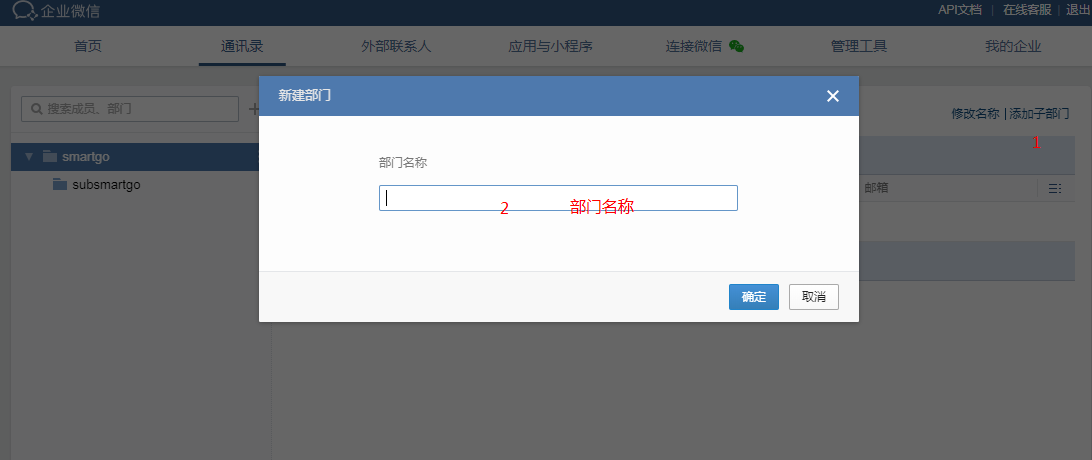 企业微信
API文档 | 在线客服 | 退出
首页 通讯录 外部联系人 应用与小程序 连接微信 管理工具 我的企业
新建部门
搜索成员、部门
修改名称 | 添加子部门
1
smartgo
部门名称
subsmartgo
邮箱
2 部门名称
确定 取消